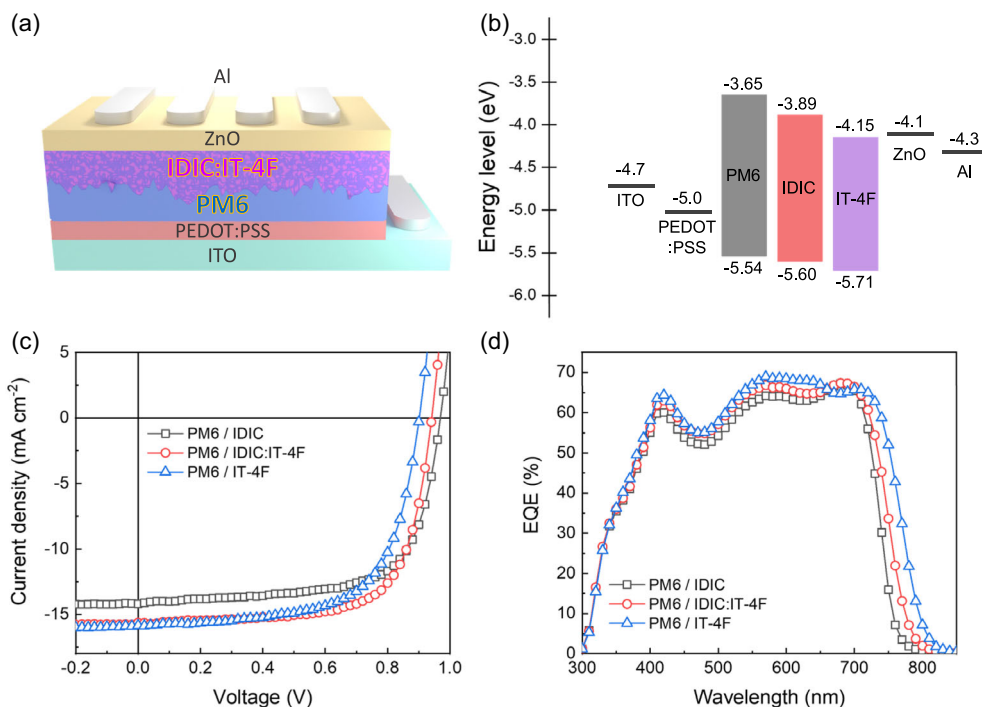 (a)
Al
ZnO
IDIC:IT-4F
PM6
PEDOT:PSS
ITO
(b)
Energy level (eV)
-3.0
-3.5
-4.0
-4.5
-5.0
-5.5
-6.0
-4.7
ITO
-5.0
PEDOT
:PSS
-3.65
PM6
-5.54
-3.89
IDIC
-5.60
-4.15
IT-4F
-5.71
-4.1
ZnO
-4.3
Al
(c)
Current density (mA cm⁻²)
5
0
-5
-10
-15
PM6 / IDIC
PM6 / IDIC:IT-4F
PM6 / IT-4F
-0.2 0.0 0.2 0.4 0.6 0.8 1.0
Voltage (V)
(d)
EQE (%)
70
60
50
40
30
20
10
0
PM6 / IDIC
PM6 / IDIC:IT-4F
PM6 / IT-4F
300 400 500 600 700 800
Wavelength (nm)